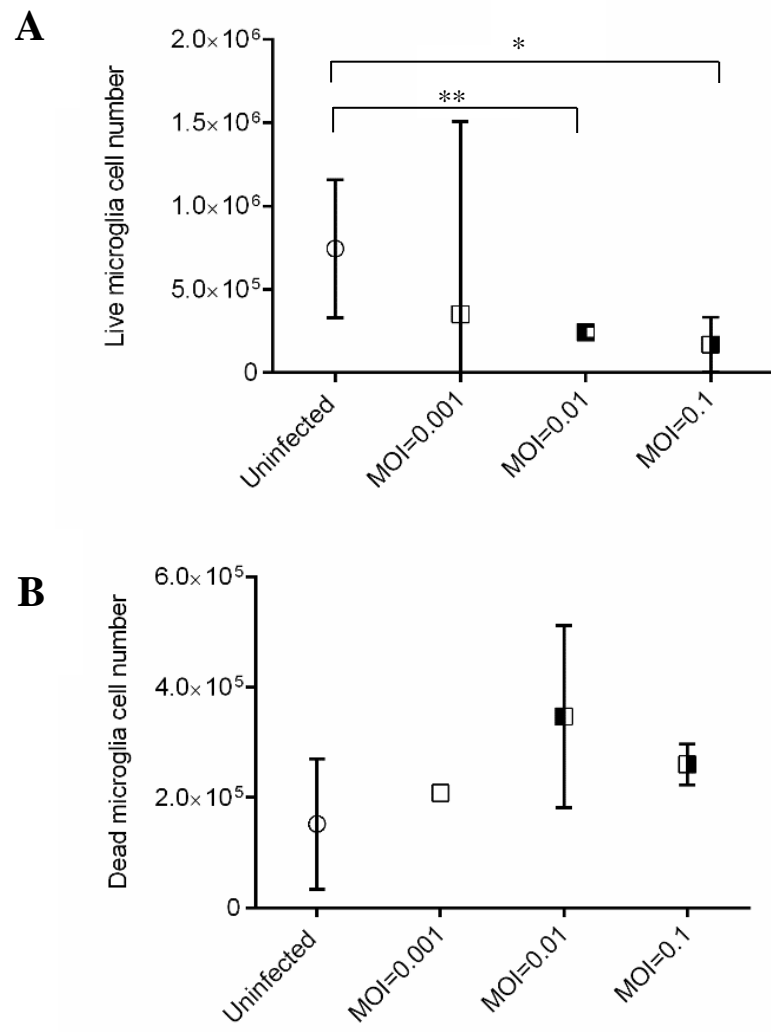 A
Live microglia cell number
2.0×10⁶
1.5×10⁶
1.0×10⁶
5.0×10⁵
0
*
**
Uninfected
MOI=0.001
MOI=0.01
MOI=0.1
B
Dead microglia cell number
6.0×10⁵
4.0×10⁵
2.0×10⁵
0
Uninfected
MOI=0.001
MOI=0.01
MOI=0.1